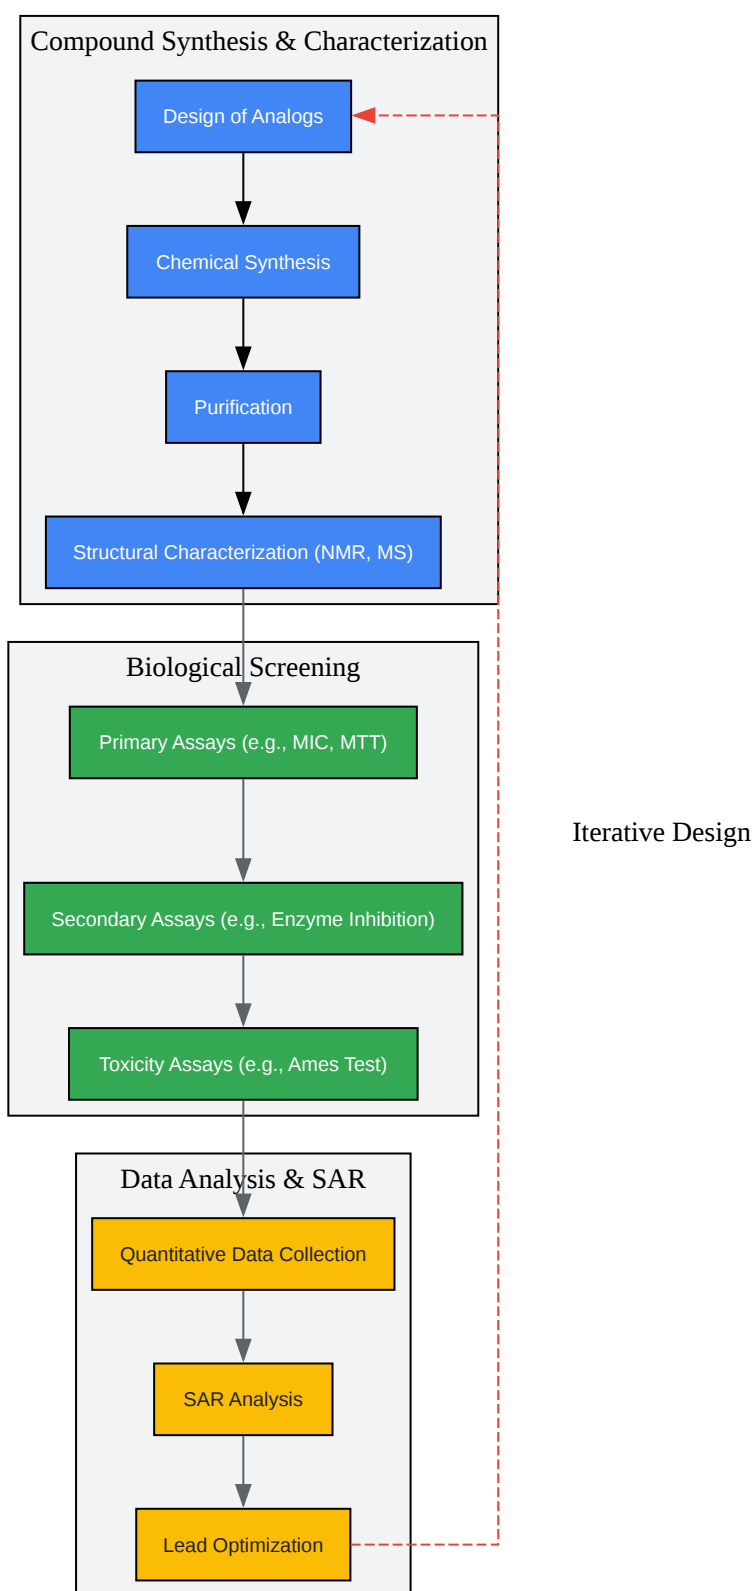 Compound Synthesis & Characterization
Design of Analogs
Chemical Synthesis
Purification
Structural Characterization (NMR, MS)
Biological Screening
Primary Assays (e.g., MIC, MTT)
Iterative Design
Secondary Assays (e.g., Enzyme Inhibition)
Toxicity Assays (e.g., Ames Test)
Data Analysis & SAR
Quantitative Data Collection
SAR Analysis
Lead Optimization